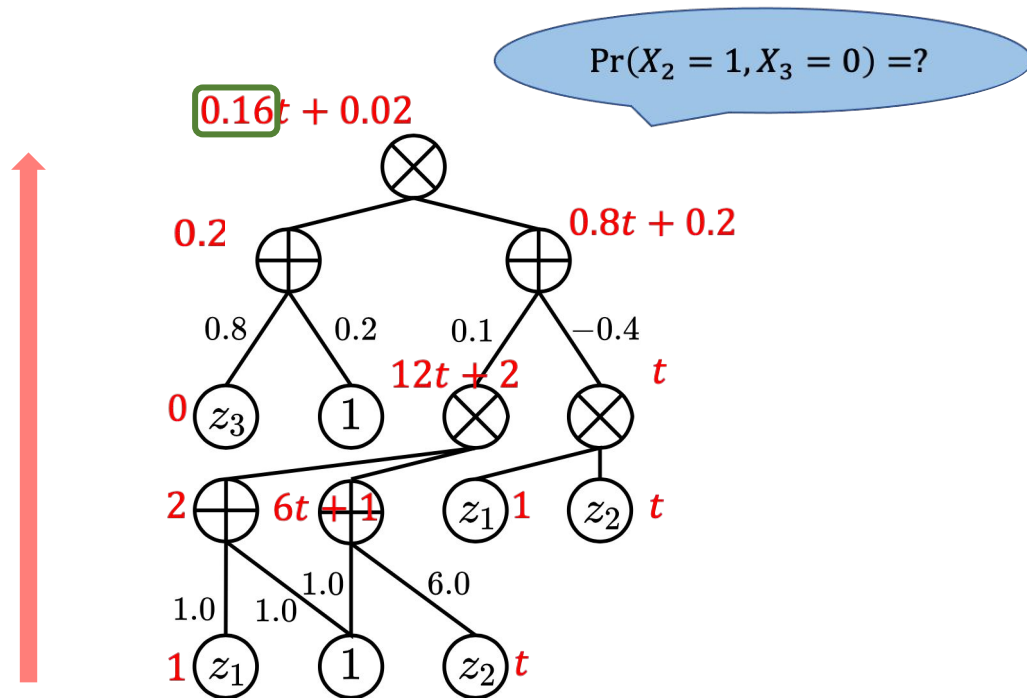 Pr(X₂ = 1, X₃ = 0) =?
0.16t + 0.02
⊗
0.2 ⊕ ⊕ 0.8t + 0.2
0.8 0.2 0.1 −0.4
12t + 2 t
0 z₃ 1 ⊗ ⊗
2 ⊕ 6t + 1 ⊕ z₁ 1 z₂ t
1.0 1.0 1.0 6.0
1 z₁ 1 z₂ t